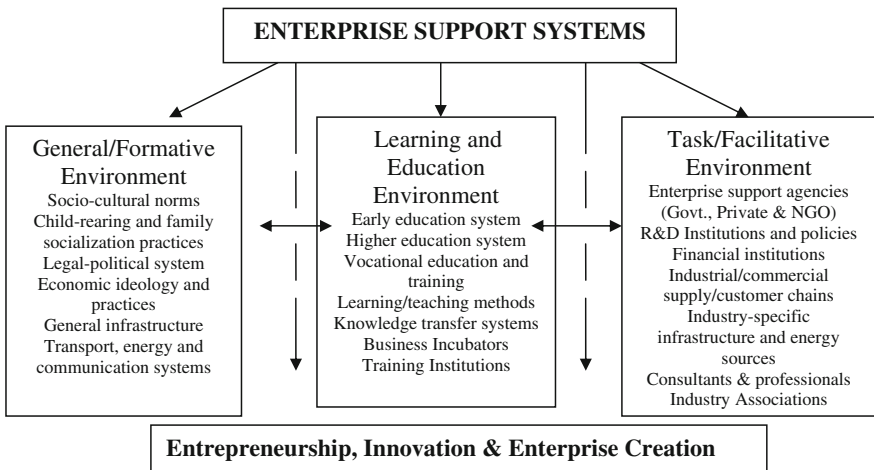 ENTERPRISE SUPPORT SYSTEMS
General/Formative
Environment
Socio-cultural norms
Child-rearing and family
socialization practices
Legal-political system
Economic ideology and
practices
General infrastructure
Transport, energy and
communication systems
Learning and
Education
Environment
Early education system
Higher education system
Vocational education and
training
Learning/teaching methods
Knowledge transfer systems
Business Incubators
Training Institutions
Task/Facilitative
Environment
Enterprise support agencies
(Govt., Private & NGO)
R&D Institutions and policies
Financial institutions
Industrial/commercial
supply/customer chains
Industry-specific
infrastructure and energy
sources
Consultants & professionals
Industry Associations
Entrepreneurship, Innovation & Enterprise Creation